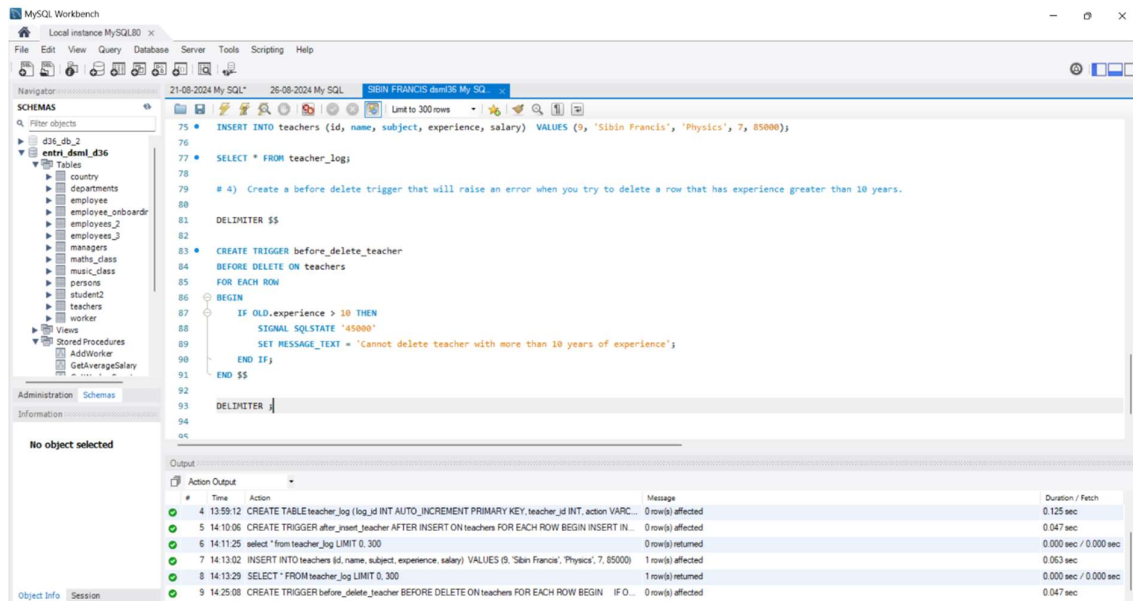 MySQL Workbench
Local instance MySQL80 ×
File Edit View Query Database Server Tools Scripting Help
Navigator
21-08-2024 My SQL* 26-08-2024 My SQL SIBIN FRANCIS dsml36 My SQ... ×
SCHEMAS
Limit to 300 rows
Filter objects
d36_db_2
entri_dsml_d36
Tables
country
departments
employee
employee_onboardir
employees_2
employees_3
managers
maths_class
music_class
persons
student2
teachers
worker
Views
Stored Procedures
AddWorker
GetAverageSalary
Administration Schemas
Information
No object selected
Object Info Session
75 INSERT INTO teachers (id, name, subject, experience, salary) VALUES (9, 'Sibin Francis', 'Physics', 7, 85000);
76
77 SELECT * FROM teacher_log;
78
79 # 4) Create a before delete trigger that will raise an error when you try to delete a row that has experience greater than 10 years.
80
81 DELIMITER $$
82
83 CREATE TRIGGER before_delete_teacher
84 BEFORE DELETE ON teachers
85 FOR EACH ROW
86 BEGIN
87 IF OLD.experience > 10 THEN
88 SIGNAL SQLSTATE '45000'
89 SET MESSAGE_TEXT = 'Cannot delete teacher with more than 10 years of experience';
90 END IF;
91 END $$
92
93 DELIMITER ;
94
95
Output
Action Output
# Time Action Message Duration / Fetch
4 13:59:12 CREATE TABLE teacher_log ( log_id INT AUTO_INCREMENT PRIMARY KEY, teacher_id INT, action VARC... 0 row(s) affected 0.125 sec
5 14:10:06 CREATE TRIGGER after_insert_teacher AFTER INSERT ON teachers FOR EACH ROW BEGIN INSERT IN... 0 row(s) affected 0.047 sec
6 14:11:25 select * from teacher_log LIMIT 0, 300 0 row(s) returned 0.000 sec / 0.000 sec
7 14:13:02 INSERT INTO teachers (id, name, subject, experience, salary) VALUES (9, 'Sibin Francis', 'Physics', 7, 85000) 1 row(s) affected 0.063 sec
8 14:13:29 SELECT * FROM teacher_log LIMIT 0, 300 1 row(s) returned 0.000 sec / 0.000 sec
9 14:25:08 CREATE TRIGGER before_delete_teacher BEFORE DELETE ON teachers FOR EACH ROW BEGIN IF O... 0 row(s) affected 0.047 sec